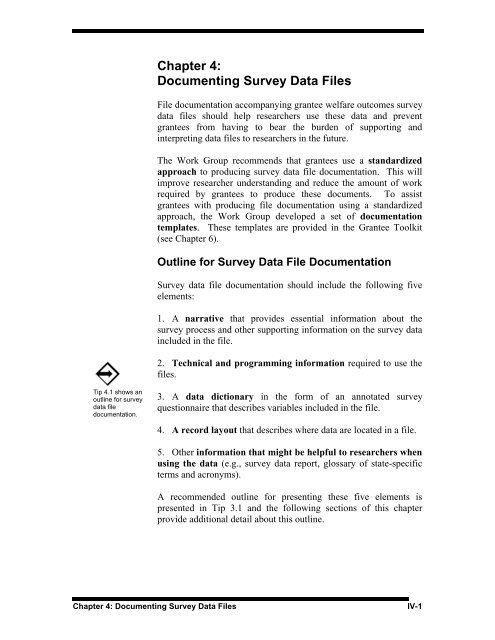 Chapter 4:
Documenting Survey Data Files
File documentation accompanying grantee welfare outcomes survey
data files should help researchers use these data and prevent
grantees from having to bear the burden of supporting and
interpreting data files to researchers in the future.
The Work Group recommends that grantees use a standardized
approach to producing survey data file documentation. This will
improve researcher understanding and reduce the amount of work
required by grantees to produce these documents. To assist
grantees with producing file documentation using a standardized
approach, the Work Group developed a set of documentation
templates. These templates are provided in the Grantee Toolkit
(see Chapter 6).
Outline for Survey Data File Documentation
Survey data file documentation should include the following five
elements:
1. A narrative that provides essential information about the
survey process and other supporting information on the survey data
included in the file.
2. Technical and programming information required to use the
files.
Tip 4.1 shows an
outline for survey
data file
documentation.
3. A data dictionary in the form of an annotated survey
questionnaire that describes variables included in the file.
4. A record layout that describes where data are located in a file.
5. Other information that might be helpful to researchers when
using the data (e.g., survey data report, glossary of state-specific
terms and acronyms).
A recommended outline for presenting these five elements is
presented in Tip 3.1 and the following sections of this chapter
provide additional detail about this outline.
Chapter 4: Documenting Survey Data Files IV-1